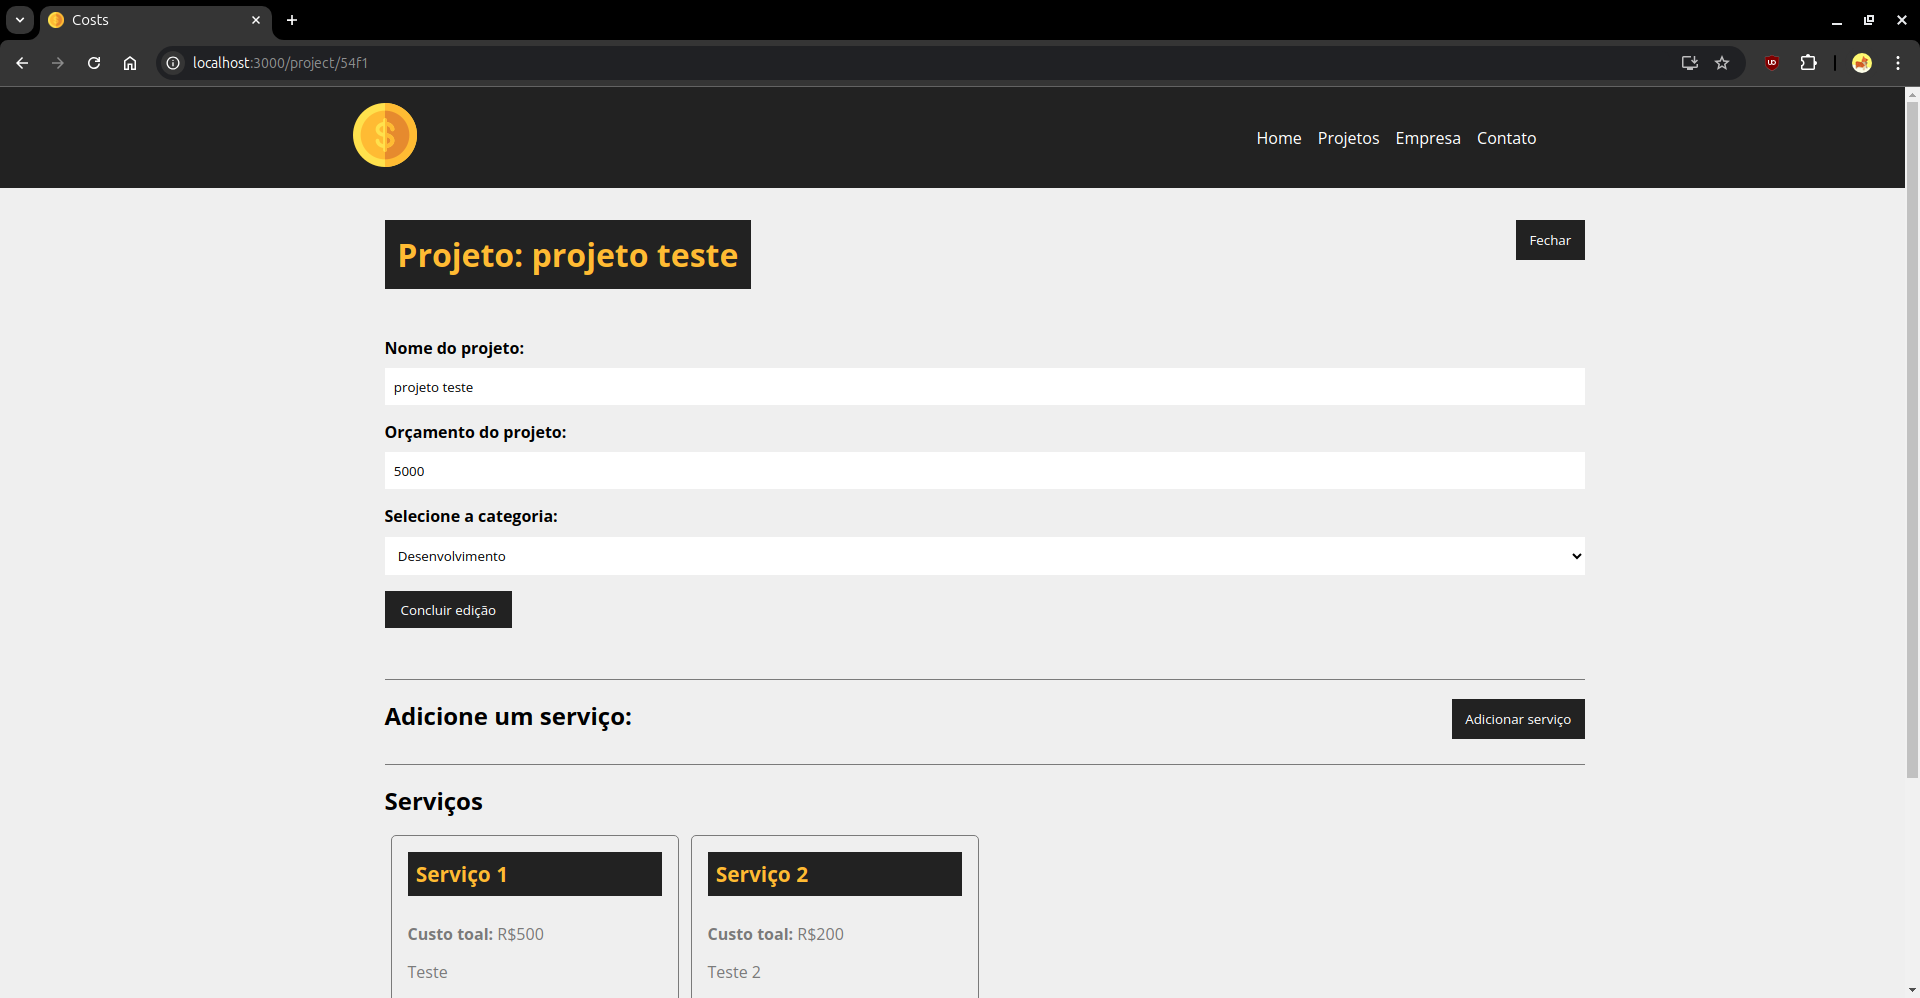 Costs
localhost:3000/project/54f1
$
Home Projetos Empresa Contato
Projeto: projeto teste
Fechar
Nome do projeto:
projeto teste
Orçamento do projeto:
5000
Selecione a categoria:
Desenvolvimento
Concluir edição
Adicione um serviço:
Adicionar serviço
Serviços
Serviço 1
Custo toal: R$500
Teste
Serviço 2
Custo toal: R$200
Teste 2